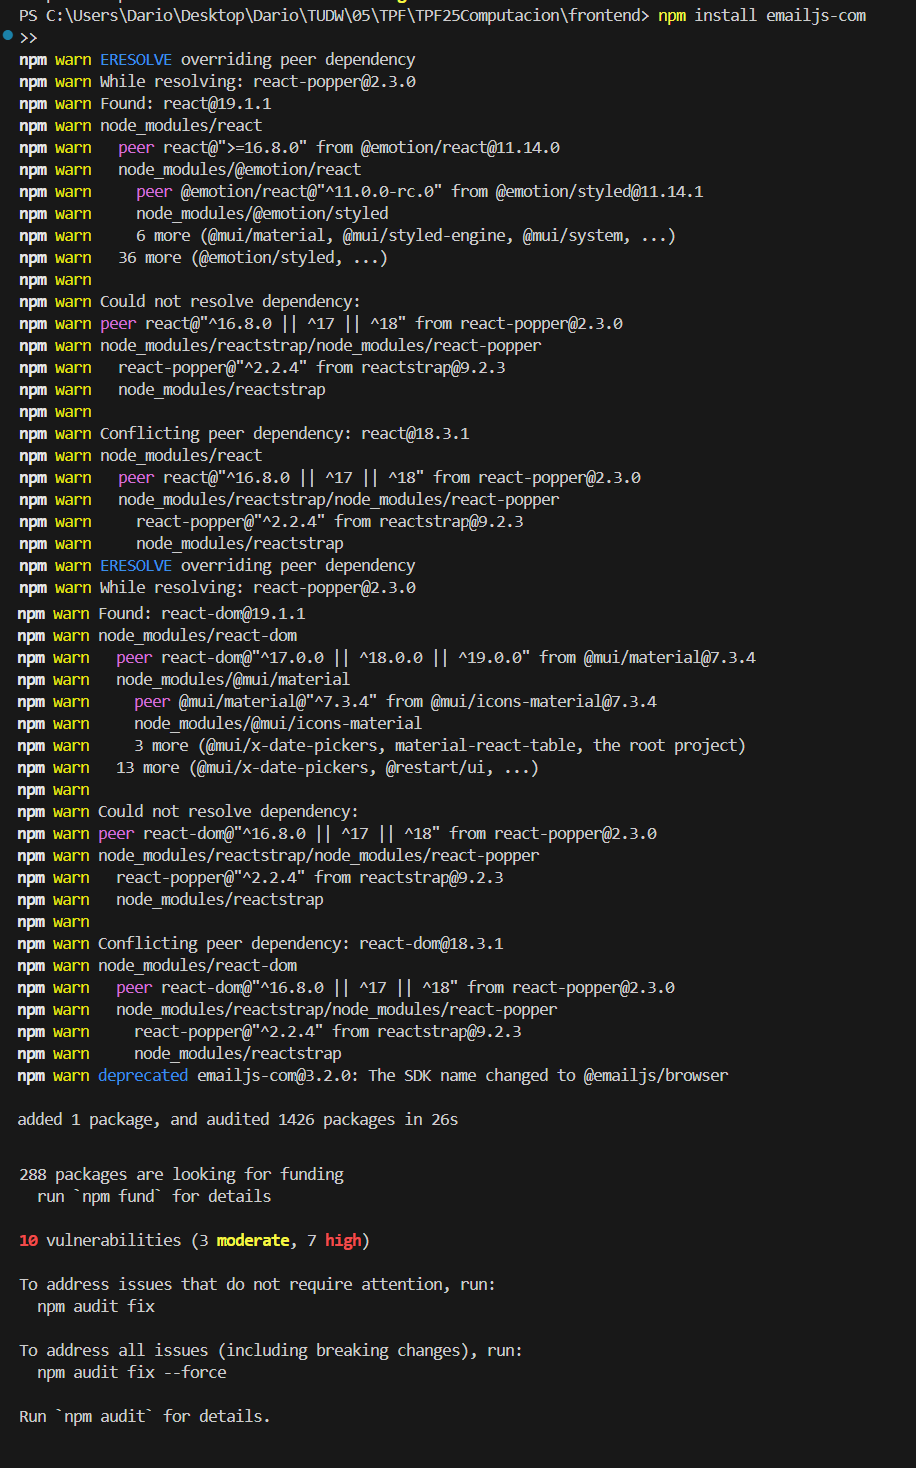 PS C:\Users\Dario\Desktop\Dario\TUDW\05\TPF\TPF25Computacion\frontend> npm install emailjs-com
>>
npm warn ERESOLVE overriding peer dependency
npm warn While resolving: react-popper@2.3.0
npm warn Found: react@19.1.1
npm warn node_modules/react
npm warn   peer react@">=16.8.0" from @emotion/react@11.14.0
npm warn   node_modules/@emotion/react
npm warn     peer @emotion/react@"^11.0.0-rc.0" from @emotion/styled@11.14.1
npm warn     node_modules/@emotion/styled
npm warn     6 more (@mui/material, @mui/styled-engine, @mui/system, ...)
npm warn   36 more (@emotion/styled, ...)
npm warn
npm warn Could not resolve dependency:
npm warn peer react@"^16.8.0 || ^17 || ^18" from react-popper@2.3.0
npm warn node_modules/reactstrap/node_modules/react-popper
npm warn   react-popper@"^2.2.4" from reactstrap@9.2.3
npm warn   node_modules/reactstrap
npm warn
npm warn Conflicting peer dependency: react@18.3.1
npm warn node_modules/react
npm warn   peer react@"^16.8.0 || ^17 || ^18" from react-popper@2.3.0
npm warn   node_modules/reactstrap/node_modules/react-popper
npm warn     react-popper@"^2.2.4" from reactstrap@9.2.3
npm warn     node_modules/reactstrap
npm warn ERESOLVE overriding peer dependency
npm warn While resolving: react-popper@2.3.0
npm warn Found: react-dom@19.1.1
npm warn node_modules/react-dom
npm warn   peer react-dom@"^17.0.0 || ^18.0.0 || ^19.0.0" from @mui/material@7.3.4
npm warn   node_modules/@mui/material
npm warn     peer @mui/material@"^7.3.4" from @mui/icons-material@7.3.4
npm warn     node_modules/@mui/icons-material
npm warn     3 more (@mui/x-date-pickers, material-react-table, the root project)
npm warn   13 more (@mui/x-date-pickers, @restart/ui, ...)
npm warn
npm warn Could not resolve dependency:
npm warn peer react-dom@"^16.8.0 || ^17 || ^18" from react-popper@2.3.0
npm warn node_modules/reactstrap/node_modules/react-popper
npm warn   react-popper@"^2.2.4" from reactstrap@9.2.3
npm warn   node_modules/reactstrap
npm warn
npm warn Conflicting peer dependency: react-dom@18.3.1
npm warn node_modules/react-dom
npm warn   peer react-dom@"^16.8.0 || ^17 || ^18" from react-popper@2.3.0
npm warn   node_modules/reactstrap/node_modules/react-popper
npm warn     react-popper@"^2.2.4" from reactstrap@9.2.3
npm warn     node_modules/reactstrap
npm warn deprecated emailjs-com@3.2.0: The SDK name changed to @emailjs/browser

added 1 package, and audited 1426 packages in 26s

288 packages are looking for funding
  run `npm fund` for details

10 vulnerabilities (3 moderate, 7 high)

To address issues that do not require attention, run:
  npm audit fix

To address all issues (including breaking changes), run:
  npm audit fix --force

Run `npm audit` for details.